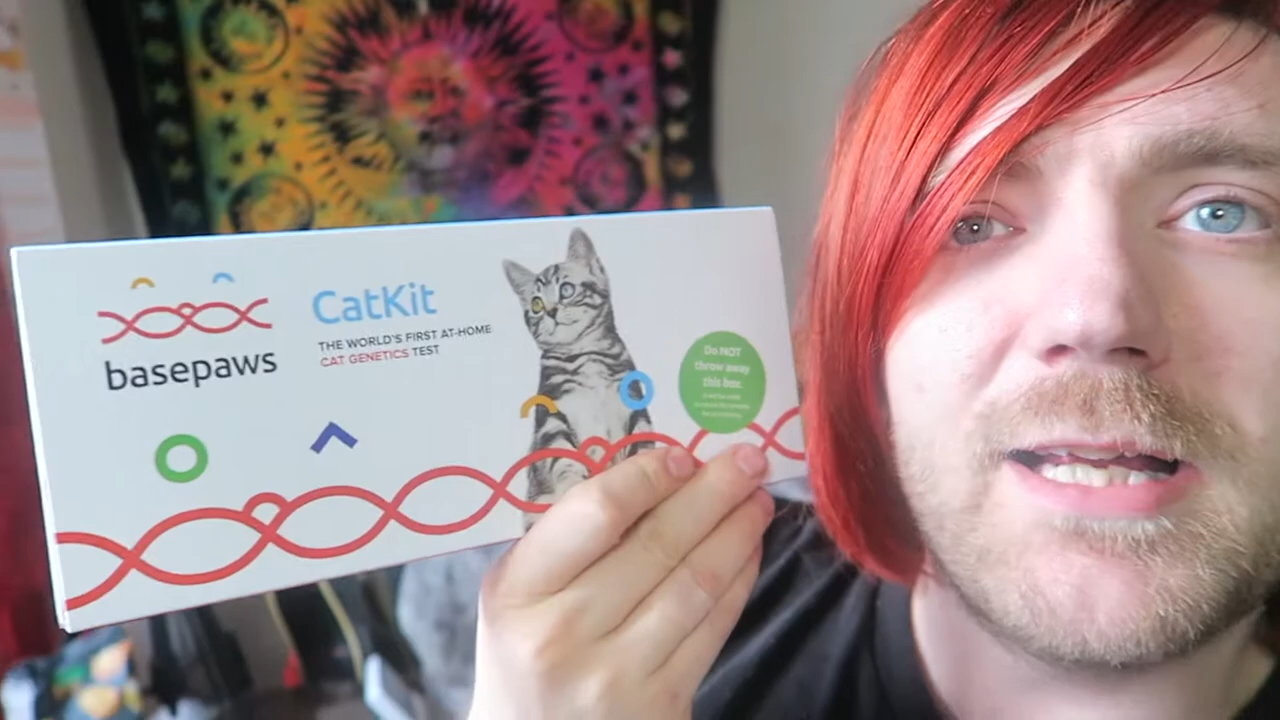 basepaws
CatKit
THE WORLD'S FIRST AT-HOME
CAT GENETICS TEST
Do NOT
throw away
this box.